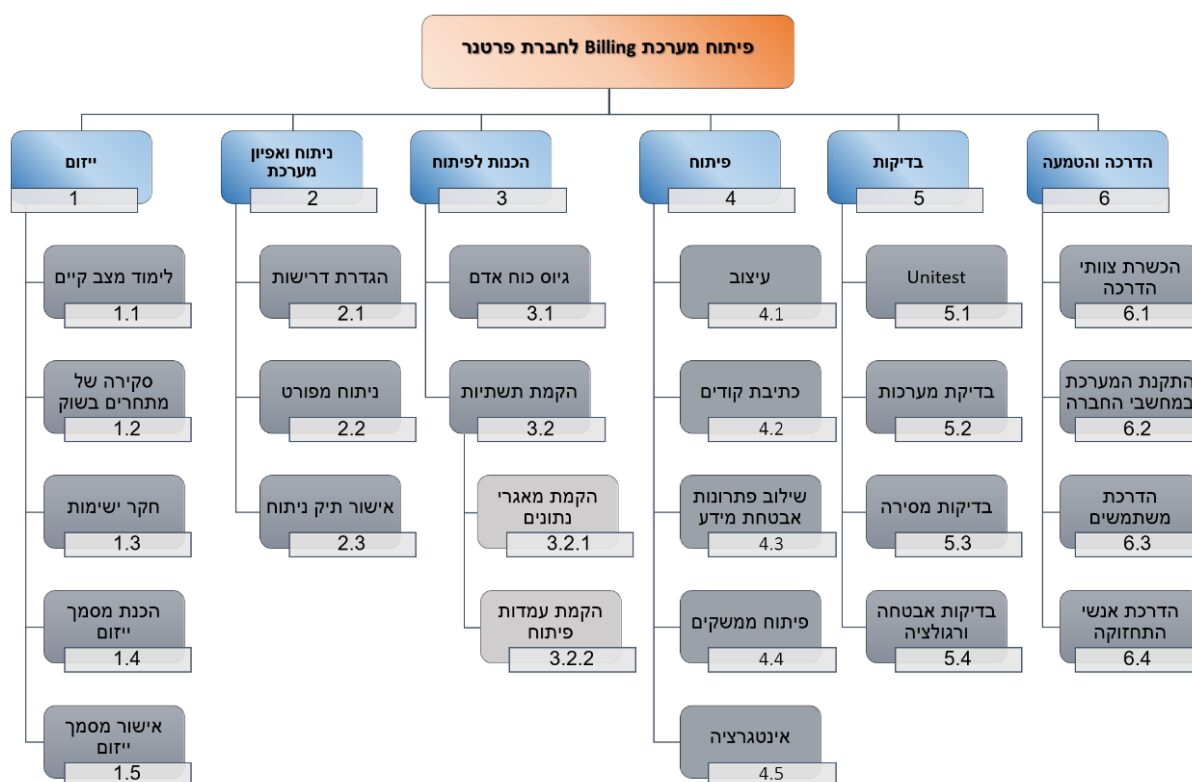 פיתוח מערכת Billing לחברת פרטנר
ייזום
1
לימוד מצב קיים
1.1
סקירה של
מתחרים בשוק
1.2
חקר ישימות
1.3
הכנת מסמך
ייזום
1.4
אישור מסמך
ייזום
1.5
ניתוח ואפיון
מערכת
2
הגדרת דרישות
2.1
ניתוח מפורט
2.2
אישור תיק ניתוח
2.3
הכנות לפיתוח
3
גיוס כוח אדם
3.1
הקמת תשתיות
3.2
הקמת מאגרי
נתונים
3.2.1
הקמת עמדות
פיתוח
3.2.2
פיתוח
4
עיצוב
4.1
כתיבת קודים
4.2
שילוב פתרונות
אבטחת מידע
4.3
פיתוח ממשקים
4.4
אינטגרציה
4.5
בדיקות
5
Unitest
5.1
בדיקת מערכות
5.2
בדיקות מסירה
5.3
בדיקות אבטחה
ורגולציה
5.4
הדרכה והטמעה
6
הכשרת צוותי
הדרכה
6.1
התקנת המערכת
במחשבי החברה
6.2
הדרכת
משתמשים
6.3
הדרכת אנשי
התחזוקה
6.4